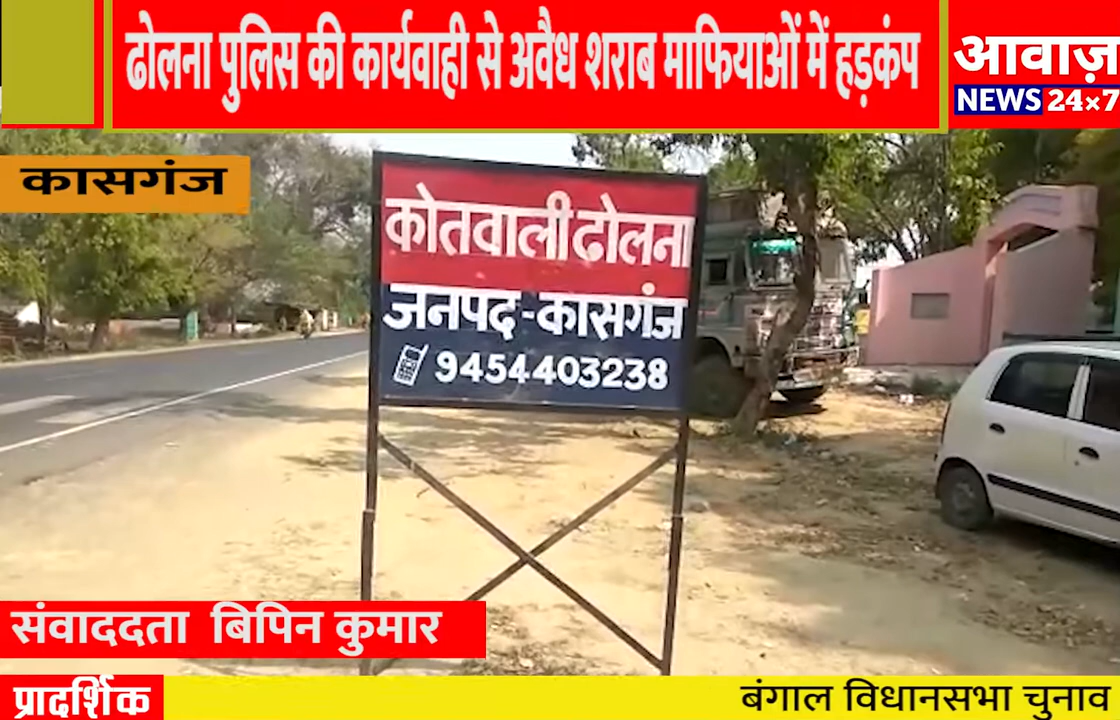 ढोलना पुलिस की कार्यवाही से अवैध शराब माफियाओं में हड़कंप
आवाज़
NEWS 24×7
कासगंज
कोतवाली ढोलना
जनपद-कासगंज
9454403238
संवाददता बिपिन कुमार
प्रादर्शिक
बंगाल विधानसभा चुनाव